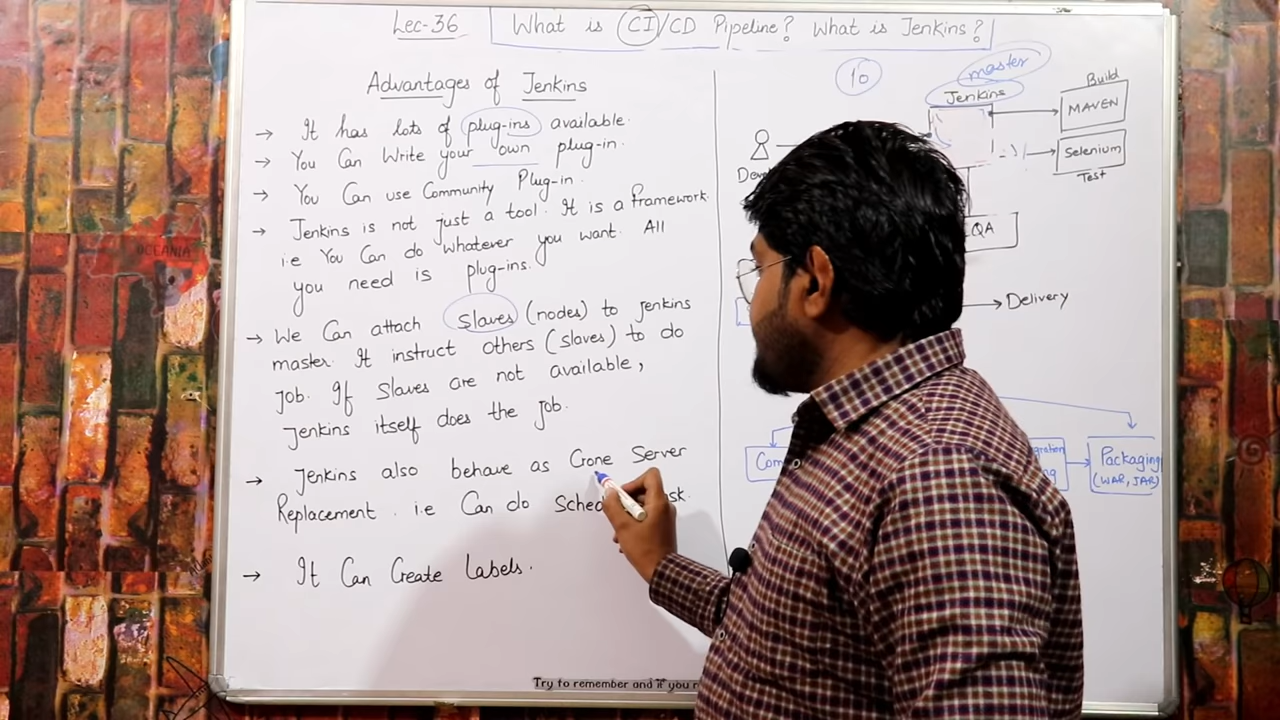 Lec-36 What is CI/CD Pipeline? What is Jenkins?
Advantages of Jenkins
→ It has lots of plug-ins available.
→ You Can Write your own plug-in.
→ You Can use Community Plug-in.
→ Jenkins is not just a tool. It is a framework.
i.e You Can do whatever you want. All
you need is plug-ins.
→ We Can attach slaves (nodes) to Jenkins
master. It instruct others (slaves) to do
Job. If Slaves are not available,
Jenkins itself does the Job.
→ Jenkins also behave as Crone Server
Replacement. i.e Can do
→ It Can Create Labels.
10
master
Jenkins
Build
MAVEN
Selenium
Test
→ Delivery
Packaging
(WAR, JAR)
Try to remember and if you
OCEANIA